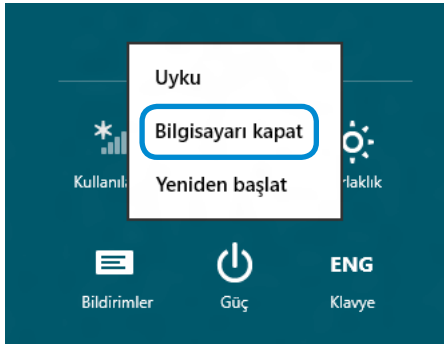 Uyku
Bilgisayarı kapat
Yeniden başlat
ENG
Bildirimler
Güç
Klavye